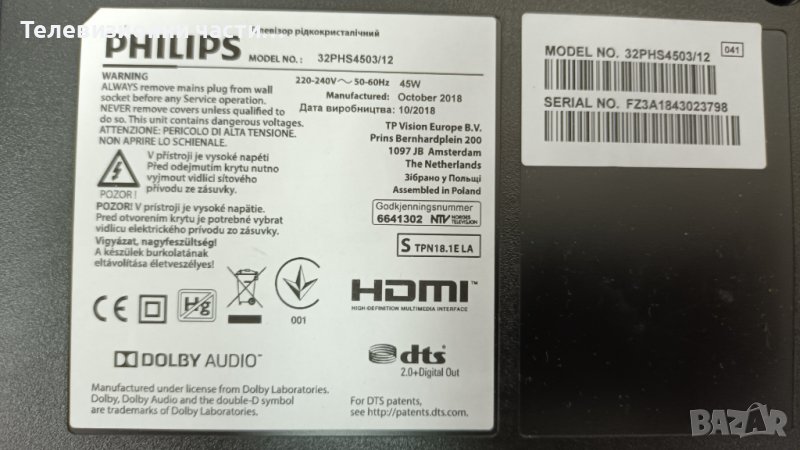 Телевизионни части..
Телевізор рідкокристалічний
PHILIPS MODEL NO. : 32PHS4503/12
WARNING
ALWAYS remove mains plug from wall
socket before any Service operation.
NEVER remove covers unless qualified to
do so. This unit contains dangerous voltages.
ATTENZIONE: PERICOLO DI ALTA TENSIONE.
NON APRIRE LO SCHIENALE.
220-240V ~ 50-60Hz 45W
Manufactured: October 2018
Дата виробництва: 10/2018
TP Vision Europe B.V.
Prins Bernhardplein 200
1097 JB Amsterdam
The Netherlands
Зібрано у Польщі
Assembled in Poland
V přístroji je vysoké napětí
Před odejmutím krytu nutno
vyjmout vidlici síťového
přívodu ze zásuvky.
POZOR !
POZOR! V prístroji je vysoké napätie.
Pred otvorením krytu je potrebné vybrat
vidlicu elektrického prívodu zo zásuvky.
Vigyázat, nagyfeszültség!
A készülek burkolatának
eltávolítása életveszélyes!
Godkjenningsnummer
6641302 NTV NORGES TELEVISION
S TPN18.1E LA
CE
Hg
001
HDMI
HIGH-DEFINITION MULTIMEDIA INTERFACE
DOLBY AUDIO™
dts
2.0+Digital Out
Manufactured under license from Dolby Laboratories.
Dolby, Dolby Audio and the double-D symbol
are trademarks of Dolby Laboratories.
For DTS patents,
see http://patents.dts.com.
MODEL NO. 32PHS4503/12 041
SERIAL NO. FZ3A1843023798
BAZAR